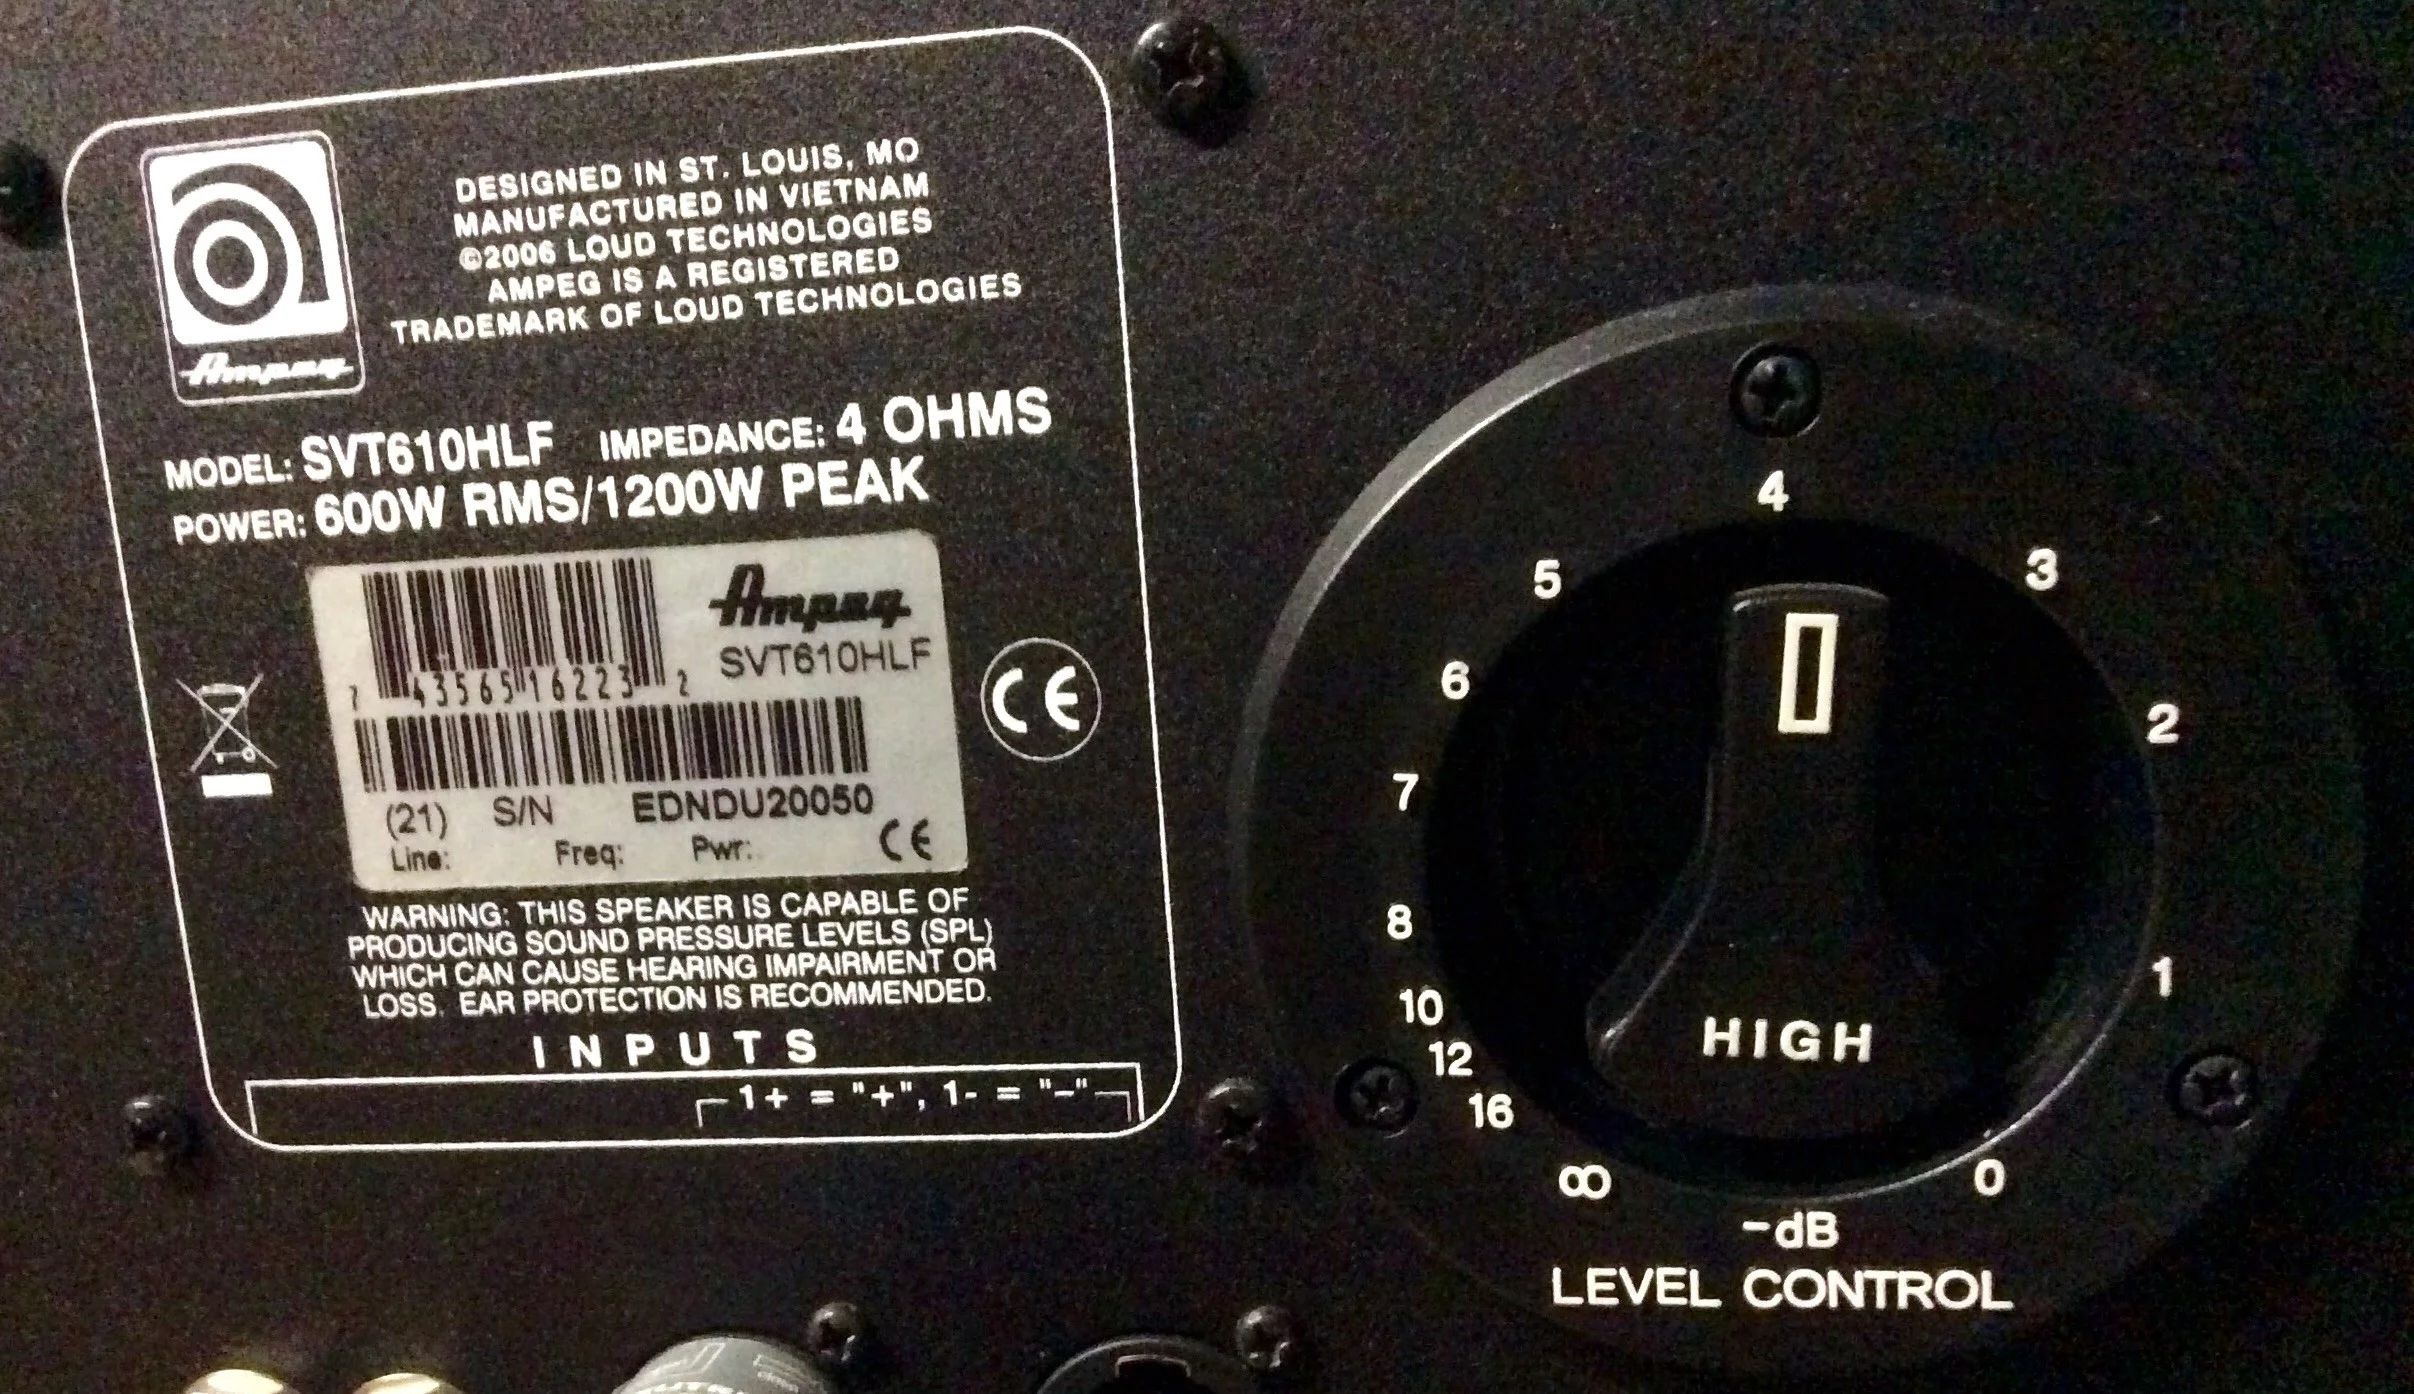 DESIGNED IN ST. LOUIS, MO
MANUFACTURED IN VIETNAM
©2006 LOUD TECHNOLOGIES
AMPEG IS A REGISTERED
TRADEMARK OF LOUD TECHNOLOGIES
Ampeg
MODEL: SVT610HLF IMPEDANCE: 4 OHMS
POWER: 600W RMS/1200W PEAK
Ampeg
SVT610HLF
7 43565 16223 2
(21) S/N EDNDU20050
Line: Freq: Pwr: CE
CE
WARNING: THIS SPEAKER IS CAPABLE OF
PRODUCING SOUND PRESSURE LEVELS (SPL)
WHICH CAN CAUSE HEARING IMPAIRMENT OR
LOSS. EAR PROTECTION IS RECOMMENDED.
INPUTS
1+ = "+", 1- = "-"
4
5 3
6
2
7
8
1
10
12
16
∞ 0
HIGH
-dB
LEVEL CONTROL